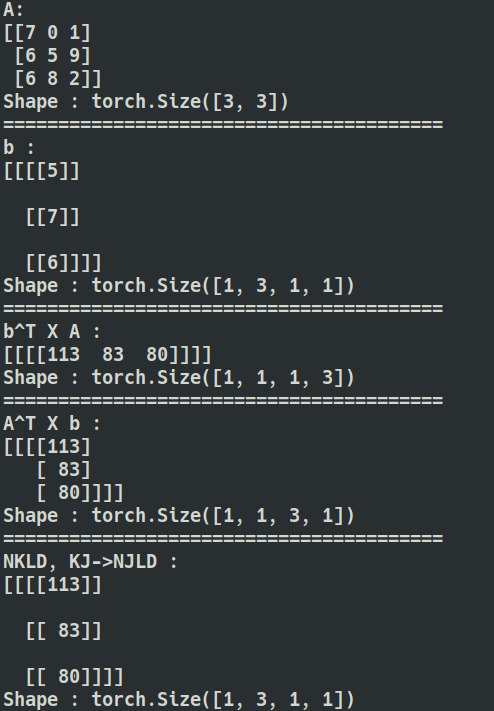 A:
[[7 0 1]
 [6 5 9]
 [6 8 2]]
Shape : torch.Size([3, 3])
========================================
b :
[[[[5]]
  [[7]]
  [[6]]]]
Shape : torch.Size([1, 3, 1, 1])
========================================
b^T X A :
[[[[113  83  80]]]]
Shape : torch.Size([1, 1, 1, 3])
========================================
A^T X b :
[[[[113]
   [ 83]
   [ 80]]]]
Shape : torch.Size([1, 1, 3, 1])
========================================
NKLD, KJ->NJLD :
[[[[113]]
  [[ 83]]
  [[ 80]]]]
Shape : torch.Size([1, 3, 1, 1])